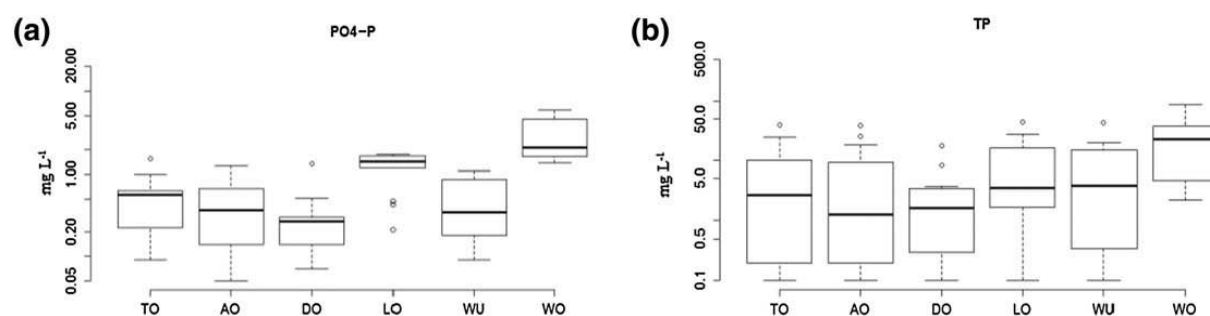 (a)
PO4-P
mg L-1
20.00
5.00
1.00
0.20
0.05
TO AO DO LO WU WO
(b)
TP
mg L-1
500.0
50.0
5.0
0.5
0.1
TO AO DO LO WU WO